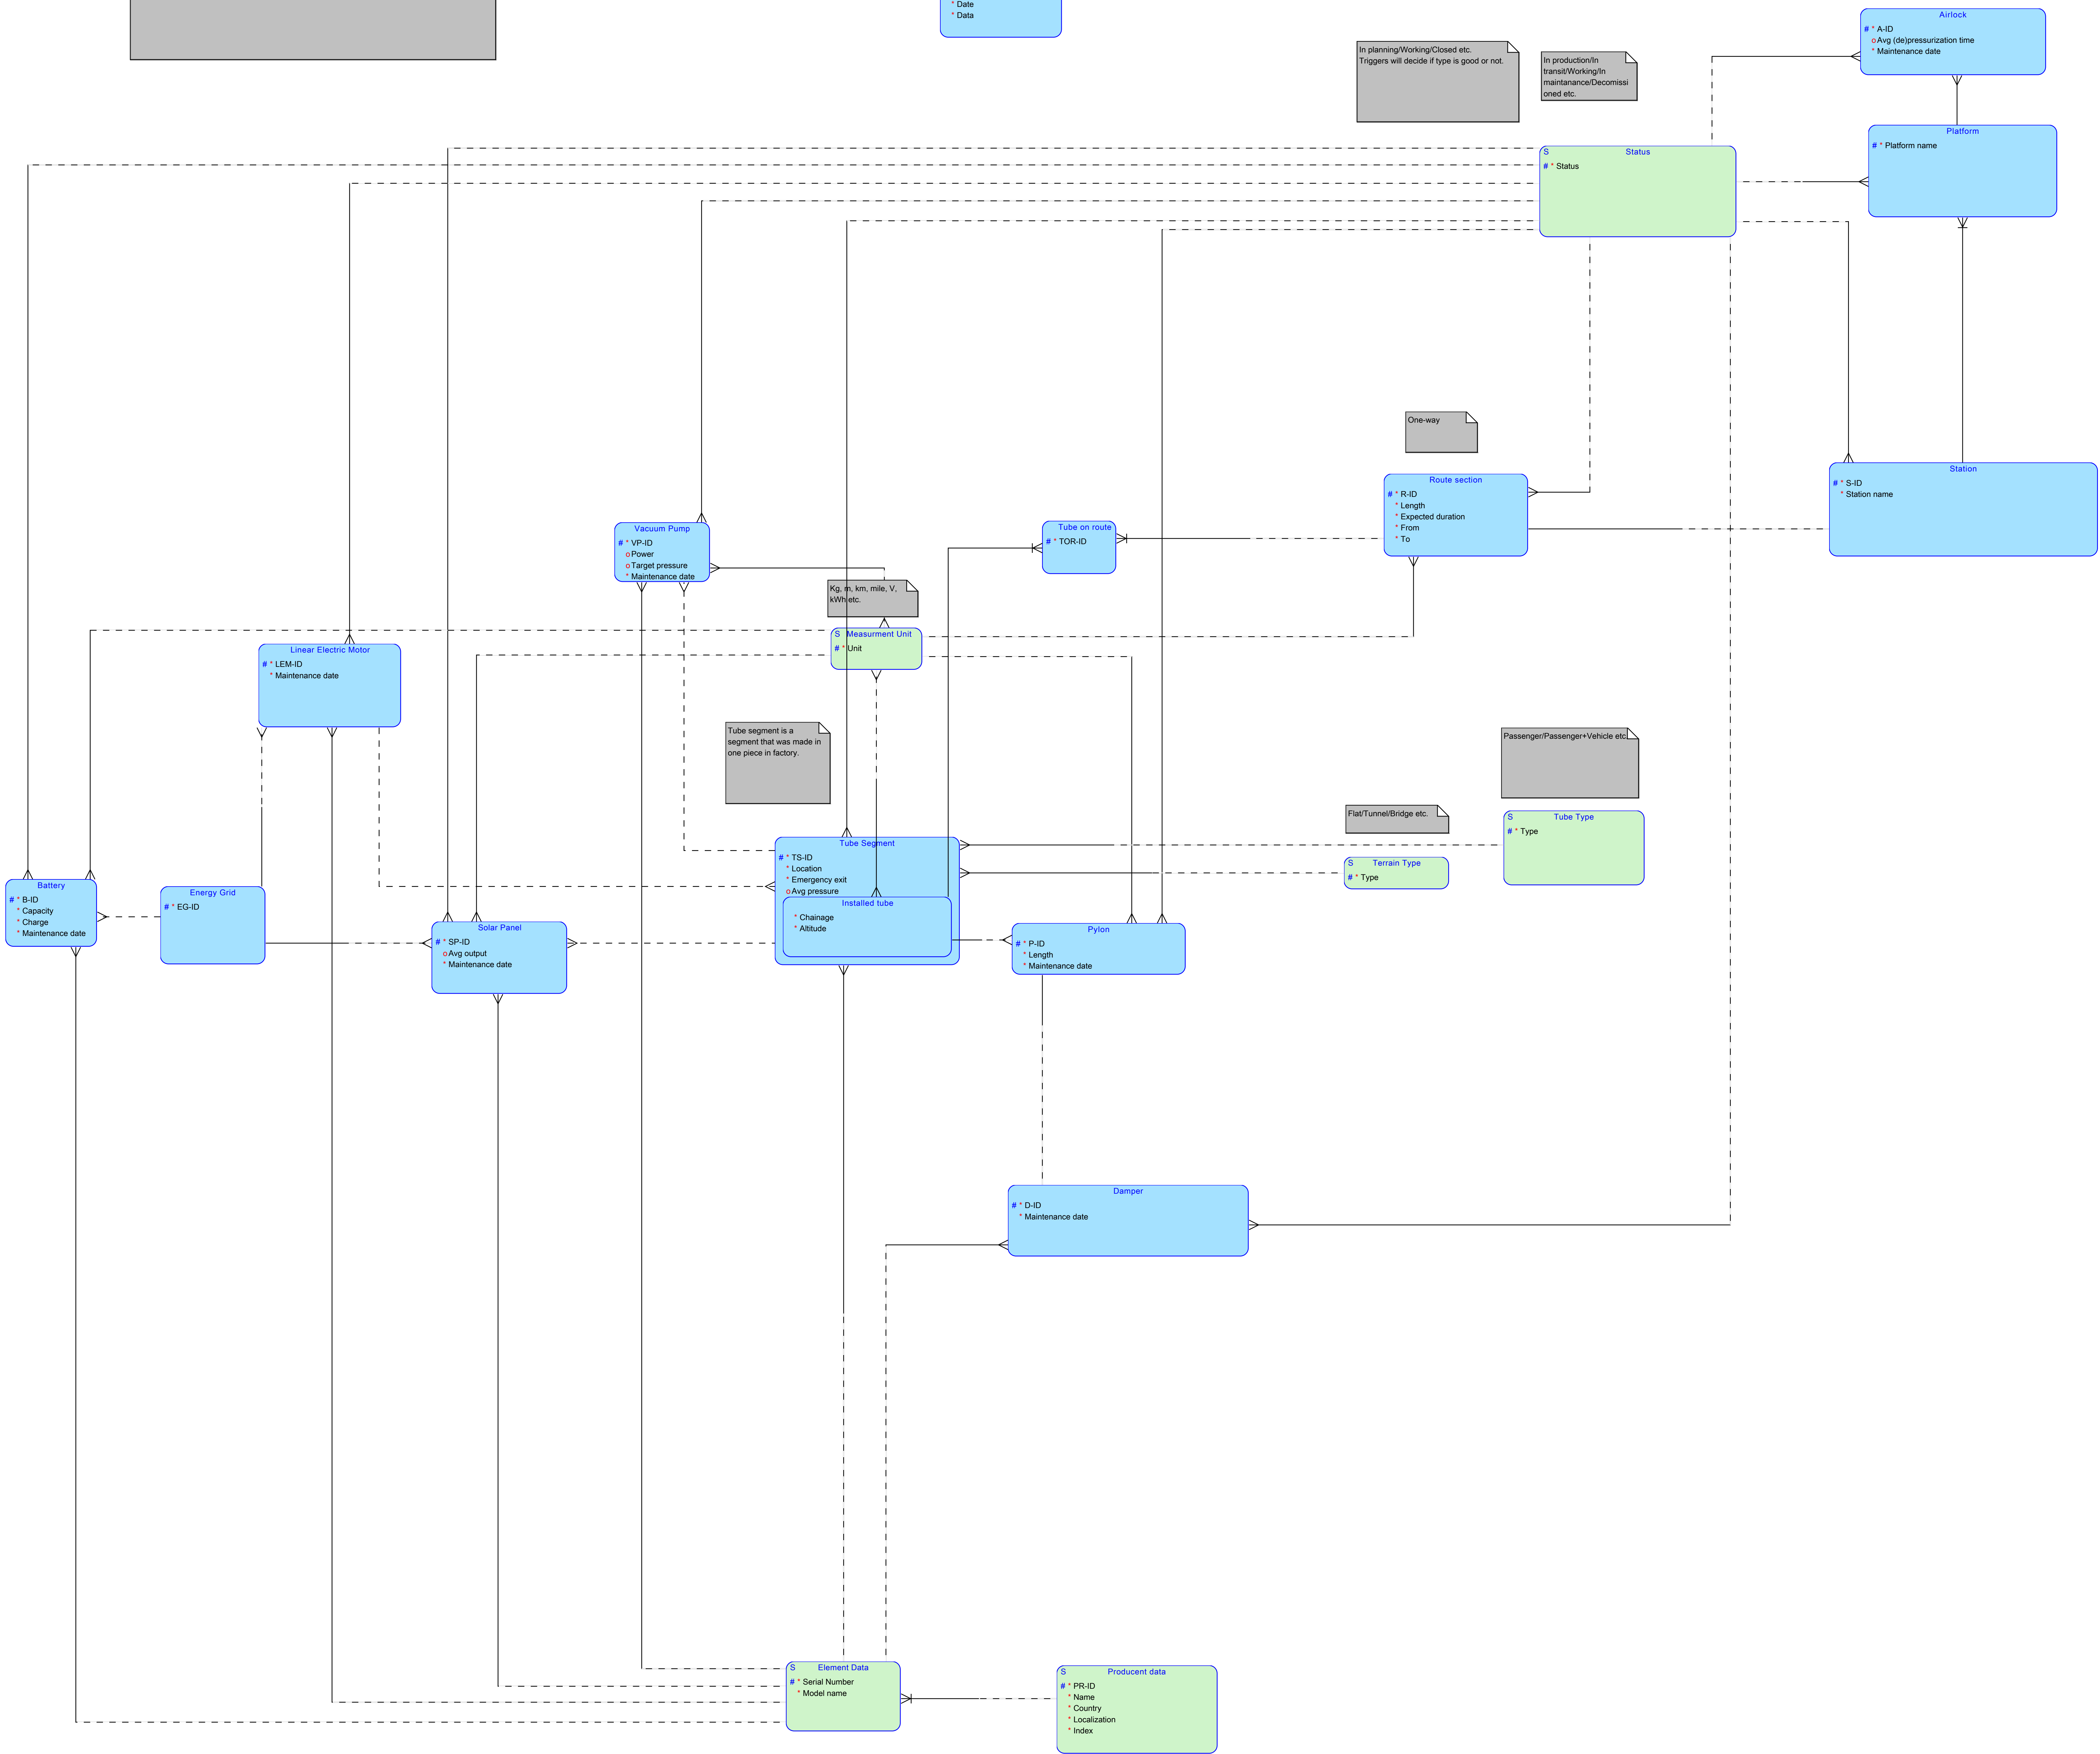 * Date
* Data
Airlock
# * A-ID
o Avg (de)pressurization time
* Maintenance date
In planning/Working/Closed etc.
Triggers will decide if type is good or not.
In production/In
transit/Working/In
maintanance/Decomissi
oned etc.
Platform
# * Platform name
S Status
# * Status
One-way
Station
# * S-ID
* Station name
Route section
# * R-ID
* Length
* Expected duration
* From
* To
Tube on route
# * TOR-ID
Vacuum Pump
# * VP-ID
o Power
o Target pressure
* Maintenance date
Kg, m, km, mile, V,
kWh etc.
S Measurment Unit
# * Unit
Linear Electric Motor
# * LEM-ID
* Maintenance date
Tube segment is a
segment that was made in
one piece in factory.
Passenger/Passenger+Vehicle etc.
Flat/Tunnel/Bridge etc.
S Tube Type
# * Type
S Terrain Type
# * Type
Tube Segment
# * TS-ID
* Location
* Emergency exit
o Avg pressure
Installed tube
* Chainage
* Altitude
Battery
# * B-ID
* Capacity
* Charge
* Maintenance date
Energy Grid
# * EG-ID
Solar Panel
# * SP-ID
o Avg output
* Maintenance date
Pylon
# * P-ID
* Length
* Maintenance date
Damper
# * D-ID
* Maintenance date
S Element Data
# * Serial Number
* Model name
S Producent data
# * PR-ID
* Name
* Country
* Localization
* Index